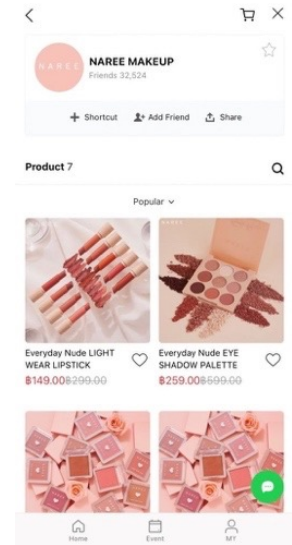 NAREE
NAREE MAKEUP
Friends 32,524
Shortcut
Add Friend
Share
Product 7
Popular
Everyday Nude LIGHT
WEAR LIPSTICK
฿149.00฿299.00
Everyday Nude EYE
SHADOW PALETTE
฿259.00฿599.00
Home
Event
MY